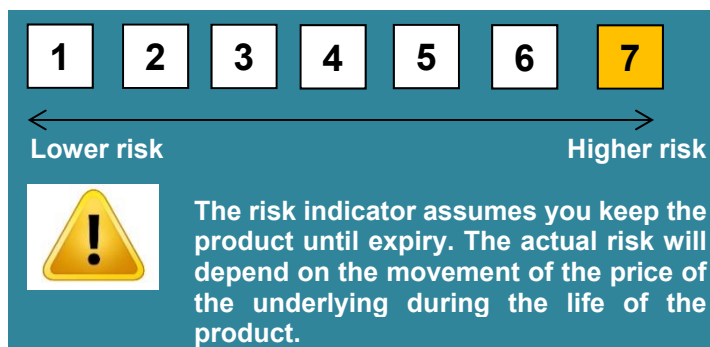 1 2 3 4 5 6 7
Lower risk Higher risk
!
The risk indicator assumes you keep the
product until expiry. The actual risk will
depend on the movement of the price of
the underlying during the life of the
product.